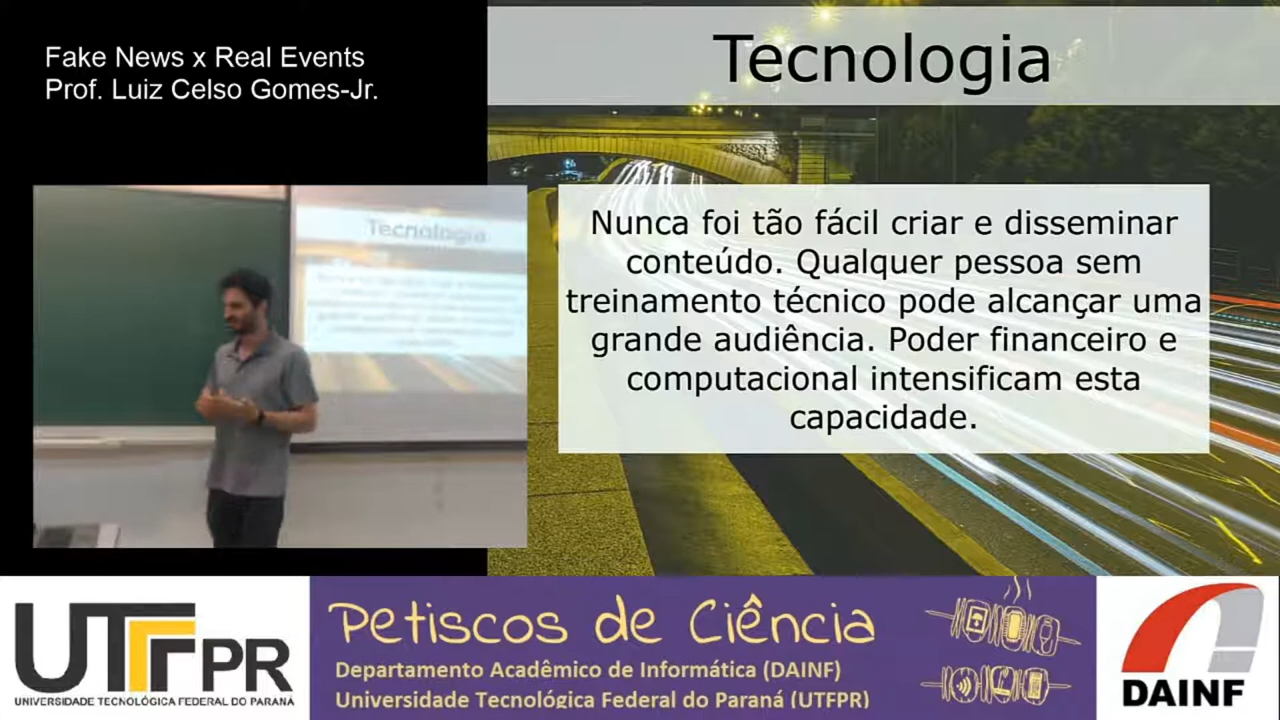 Fake News x Real Events
Prof. Luiz Celso Gomes-Jr.
Tecnologia
Tecnologia
Nunca foi tão fácil criar e disseminar
conteúdo. Qualquer pessoa sem
treinamento técnico pode alcançar uma
grande audiência. Poder financeiro e
computacional intensificam esta
capacidade.
UTFPR
UNIVERSIDADE TECNOLÓGICA FEDERAL DO PARANÁ
Petiscos de Ciência
Departamento Acadêmico de Informática (DAINF)
Universidade Tecnológica Federal do Paraná (UTFPR)
DAINF